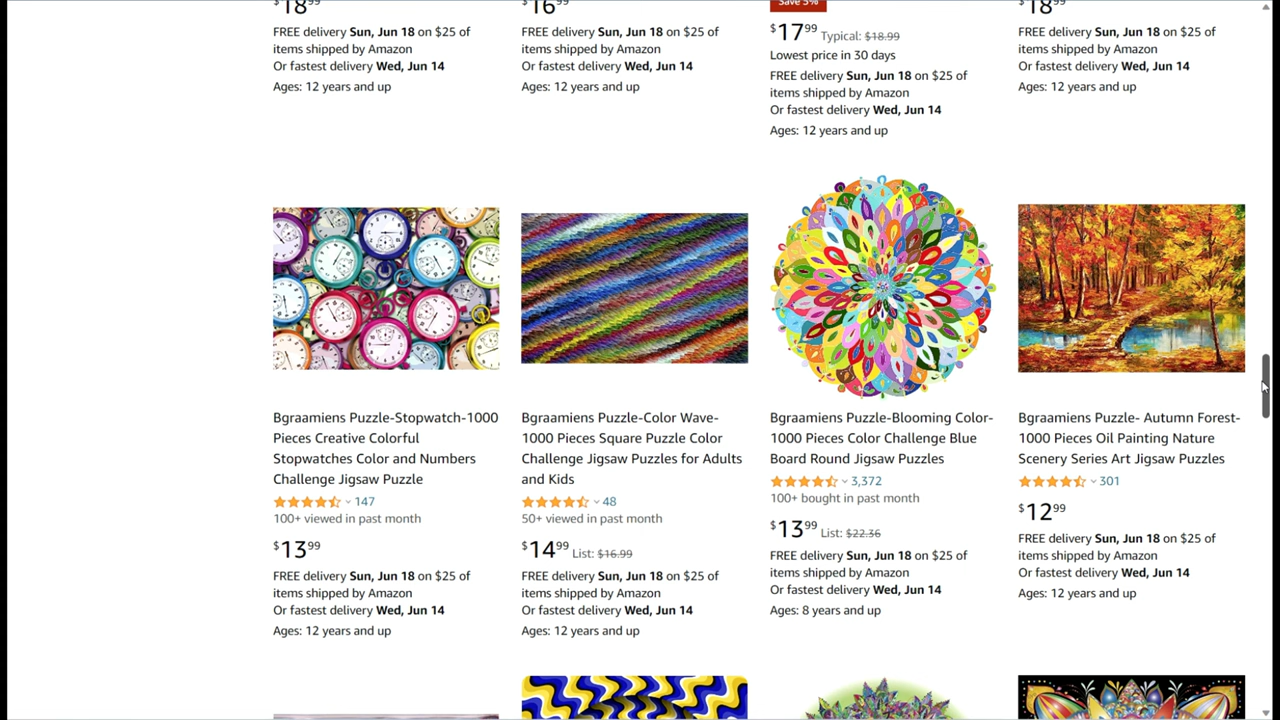 $18.99
$16.99
Save 5%
$18.99
FREE delivery Sun, Jun 18 on $25 of
items shipped by Amazon
Or fastest delivery Wed, Jun 14
Ages: 12 years and up
FREE delivery Sun, Jun 18 on $25 of
items shipped by Amazon
Or fastest delivery Wed, Jun 14
Ages: 12 years and up
$17.99 Typical: $18.99
Lowest price in 30 days
FREE delivery Sun, Jun 18 on $25 of
items shipped by Amazon
Or fastest delivery Wed, Jun 14
Ages: 12 years and up
FREE delivery Sun, Jun 18 on $25 of
items shipped by Amazon
Or fastest delivery Wed, Jun 14
Ages: 12 years and up
Bgraamiens Puzzle-Stopwatch-1000
Pieces Creative Colorful
Stopwatches Color and Numbers
Challenge Jigsaw Puzzle
147
100+ viewed in past month
$13.99
FREE delivery Sun, Jun 18 on $25 of
items shipped by Amazon
Or fastest delivery Wed, Jun 14
Ages: 12 years and up
Bgraamiens Puzzle-Color Wave-
1000 Pieces Square Puzzle Color
Challenge Jigsaw Puzzles for Adults
and Kids
48
50+ viewed in past month
$14.99 List: $16.99
FREE delivery Sun, Jun 18 on $25 of
items shipped by Amazon
Or fastest delivery Wed, Jun 14
Ages: 12 years and up
Bgraamiens Puzzle-Blooming Color-
1000 Pieces Color Challenge Blue
Board Round Jigsaw Puzzles
3,372
100+ bought in past month
$13.99 List: $22.36
FREE delivery Sun, Jun 18 on $25 of
items shipped by Amazon
Or fastest delivery Wed, Jun 14
Ages: 8 years and up
Bgraamiens Puzzle- Autumn Forest-
1000 Pieces Oil Painting Nature
Scenery Series Art Jigsaw Puzzles
301
$12.99
FREE delivery Sun, Jun 18 on $25 of
items shipped by Amazon
Or fastest delivery Wed, Jun 14
Ages: 12 years and up